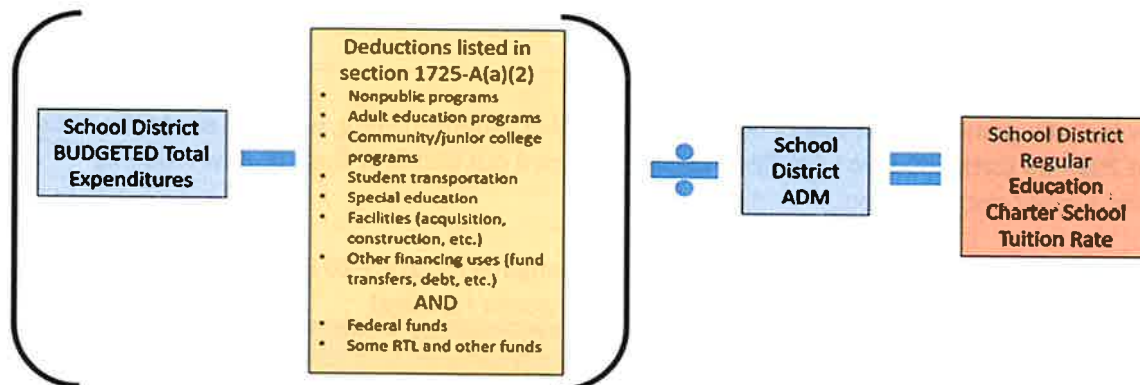 School District
BUDGETED Total
Expenditures
Deductions listed in
section 1725-A(a)(2)
• Nonpublic programs
• Adult education programs
• Community/junior college
programs
• Student transportation
• Special education
• Facilities (acquisition,
construction, etc.)
• Other financing uses (fund
transfers, debt, etc.)
AND
• Federal funds
• Some RTL and other funds
School
District
ADM
School District
Regular
Education
Charter School
Tuition Rate